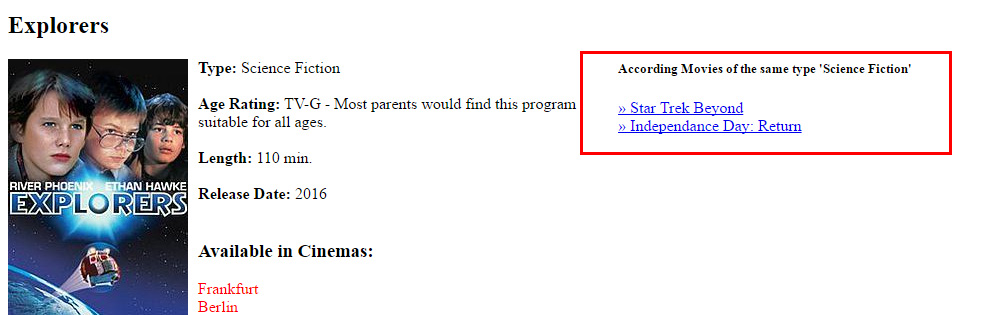 Explorers
RIVER PHOENIX ETHAN HAWKE
EXPLORERS
Type: Science Fiction
Age Rating: TV-G - Most parents would find this program
suitable for all ages.
Length: 110 min.
Release Date: 2016
Available in Cinemas:
Frankfurt
Berlin
According Movies of the same type 'Science Fiction'
» Star Trek Beyond
» Independance Day: Return